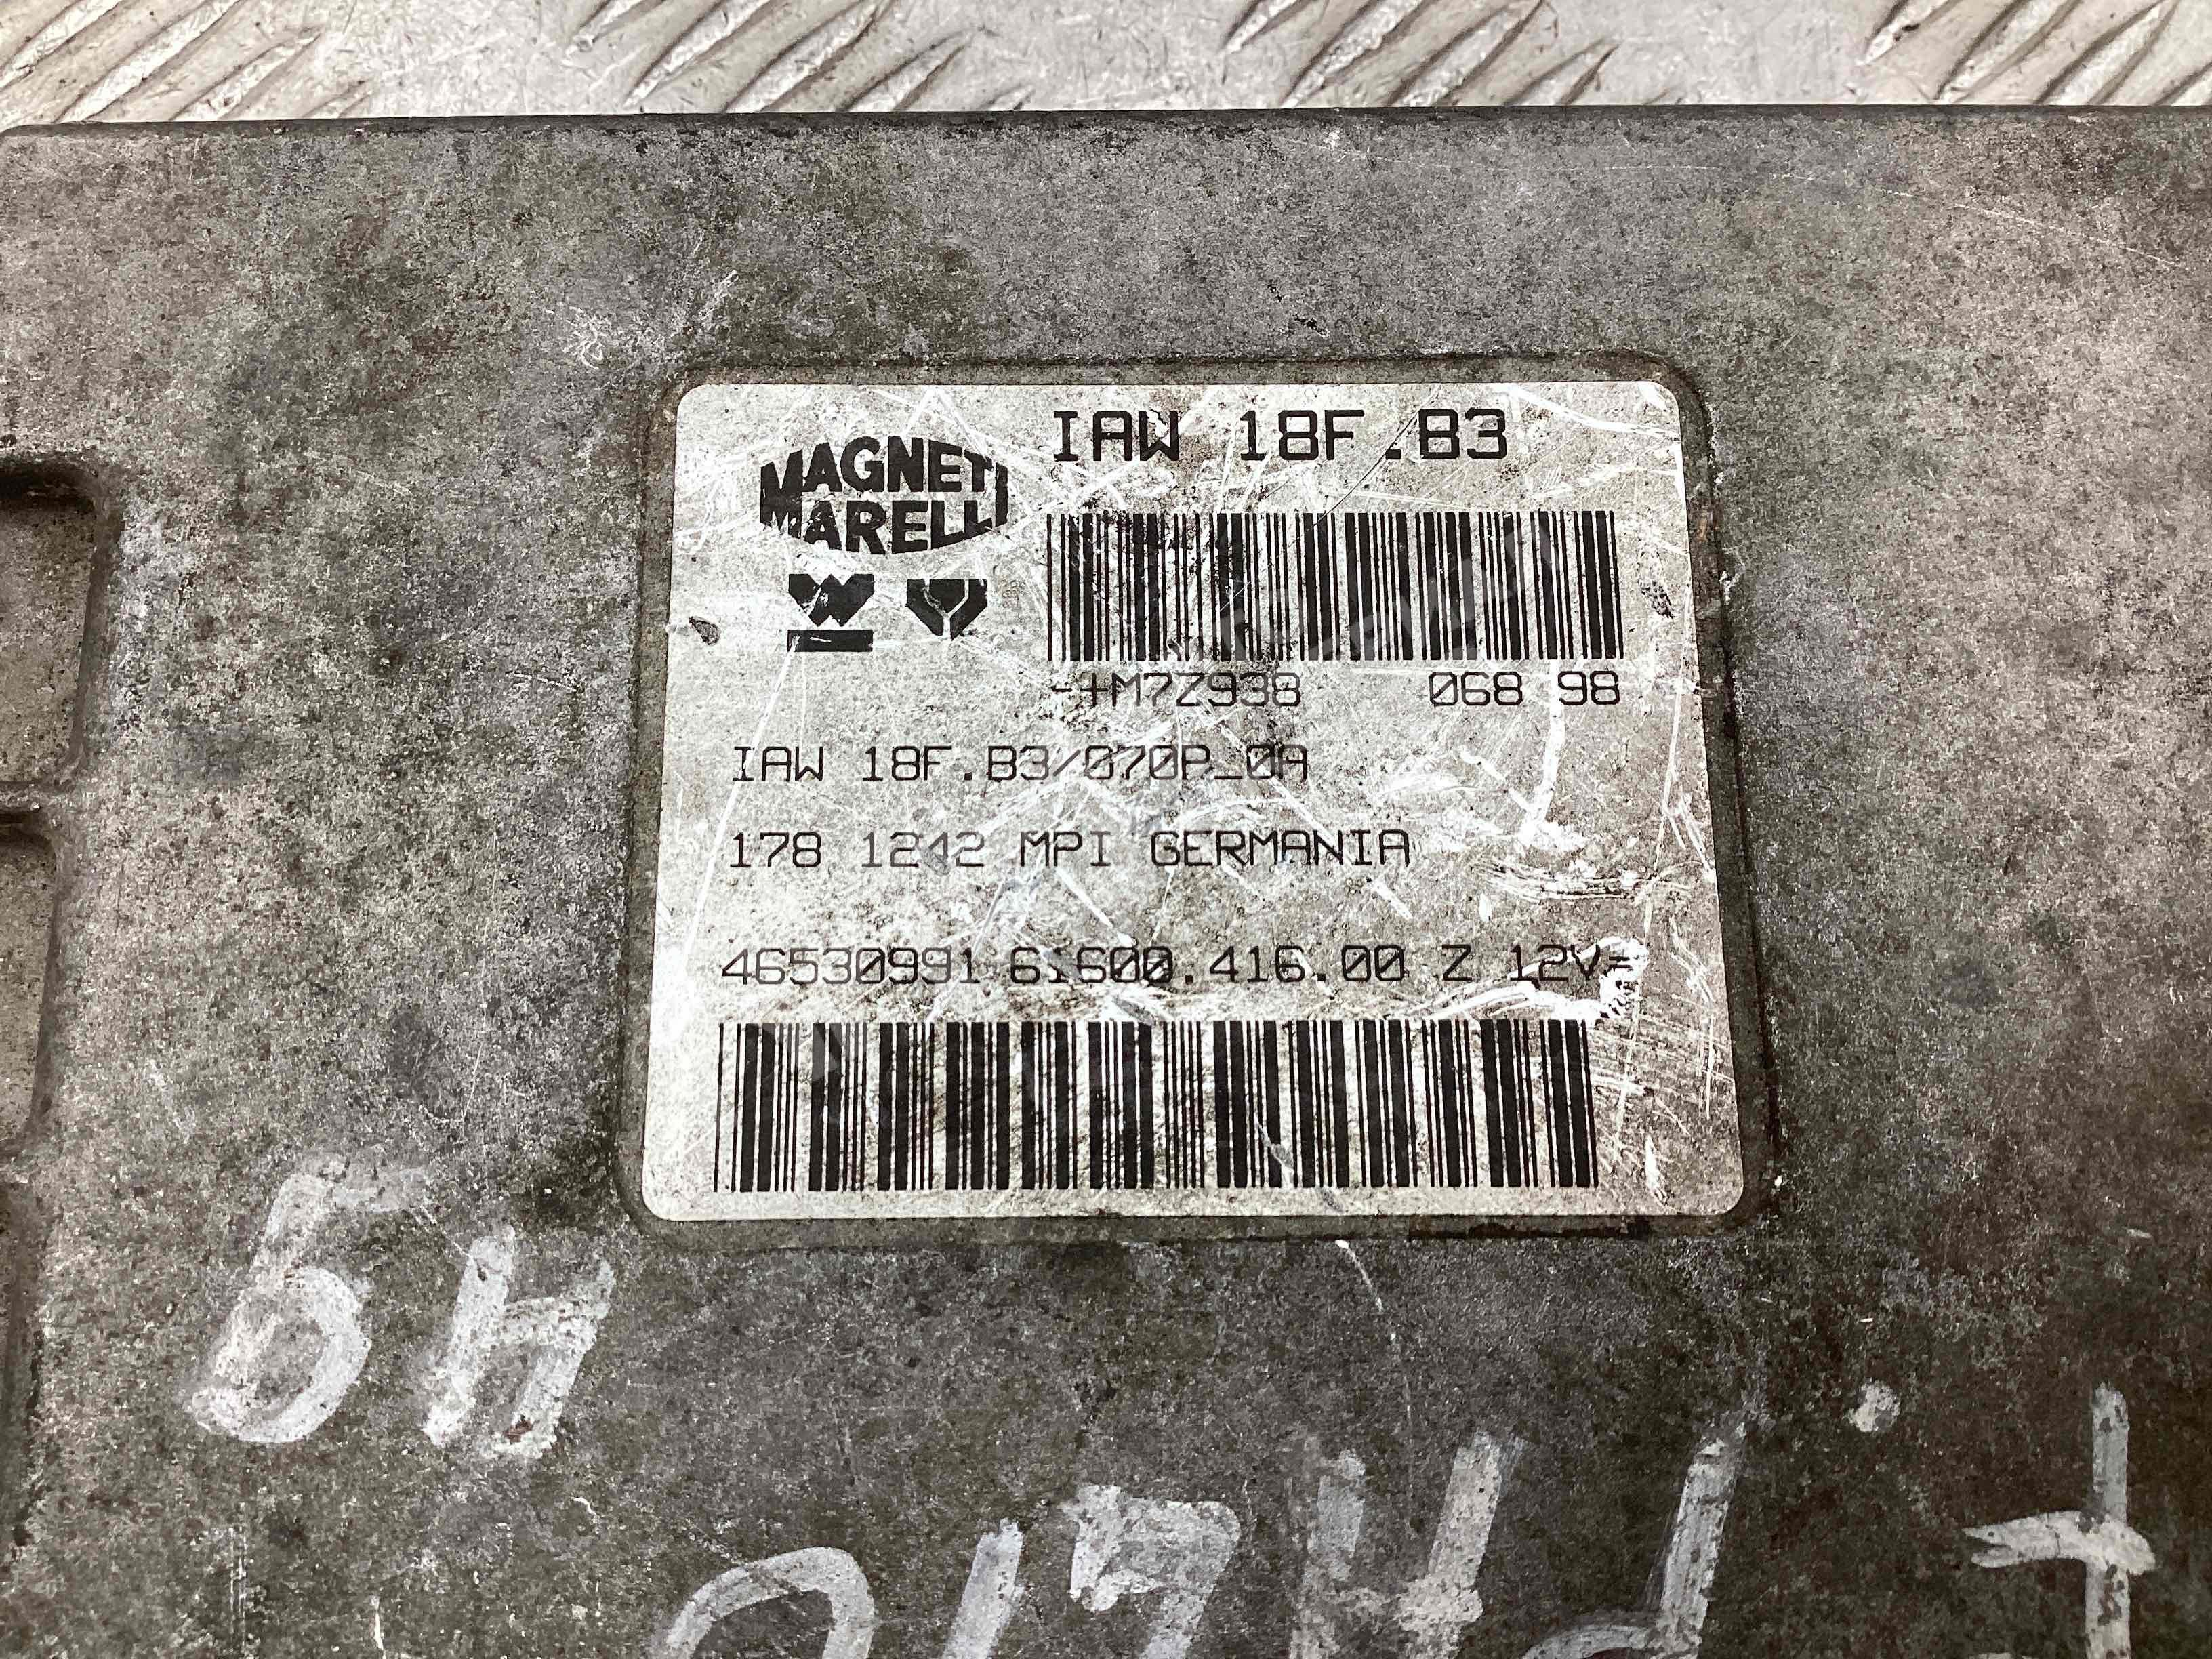 IAW 18F.B3
MAGNETI
MARELLI
-+M7Z938 068 98
IAW 18F.B3/070P_0A
178 1242 MPI GERMANIA
46530991 61600.416.00 Z 12V=